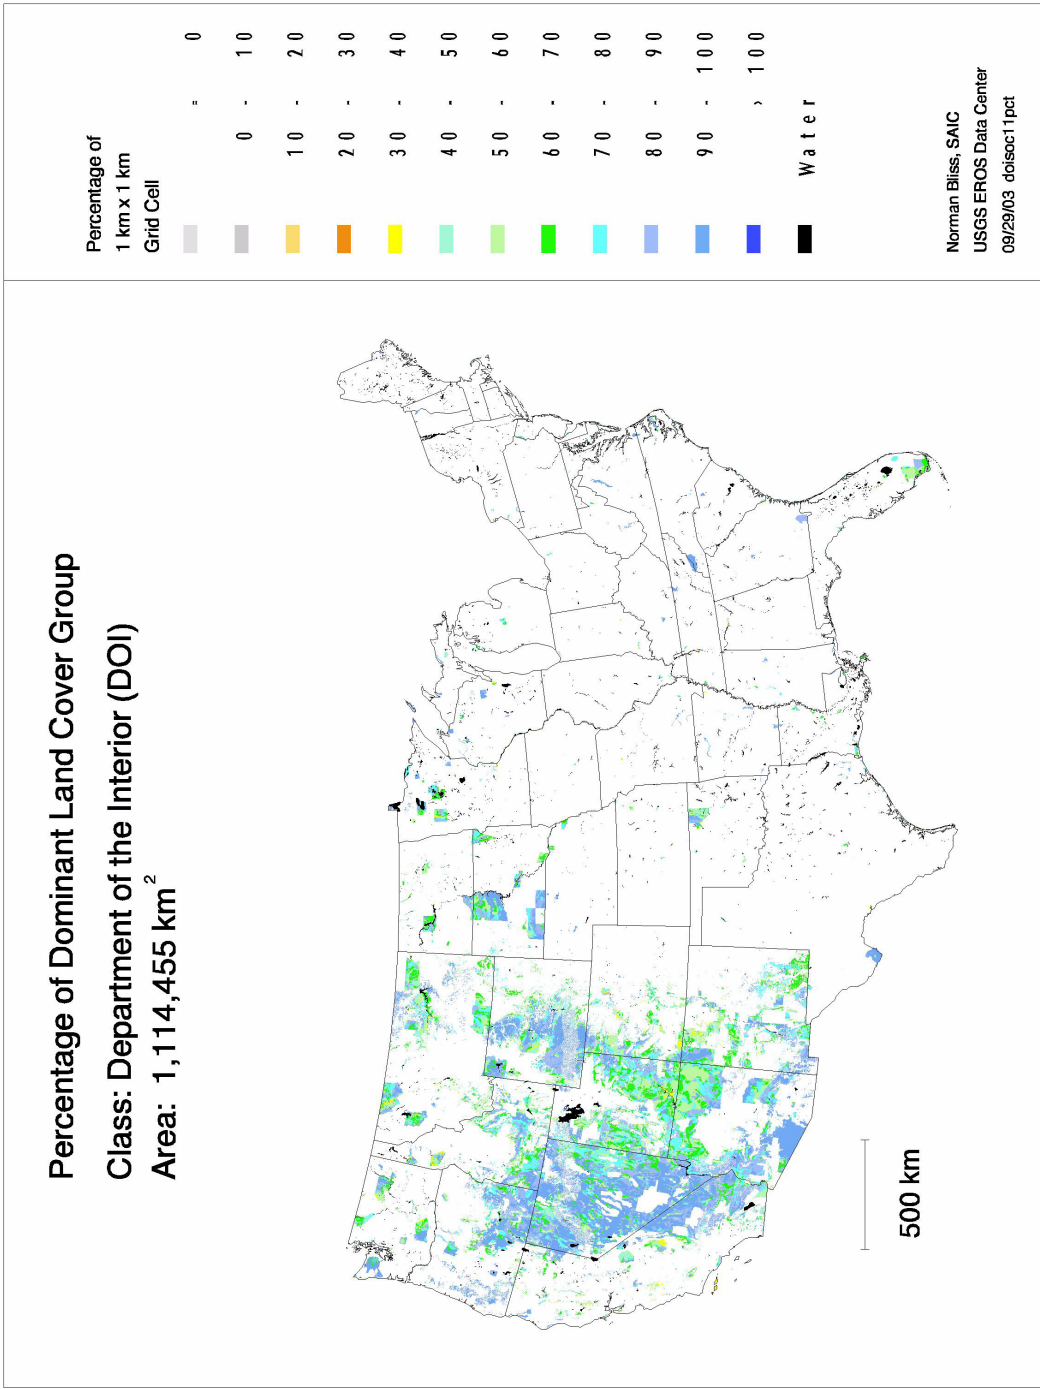 Percentage of Dominant Land Cover Group
Class: Department of the Interior (DOI)
Area: 1,114,455 km2
500 km
Percentage of
1 km x 1 km
Grid Cell
= 0
0 - 10
10 - 20
20 - 30
30 - 40
40 - 50
50 - 60
60 - 70
70 - 80
80 - 90
90 - 100
> 100
Water
Norman Bliss, SAIC
USGS EROS Data Center
09/29/03 doisoc11pct